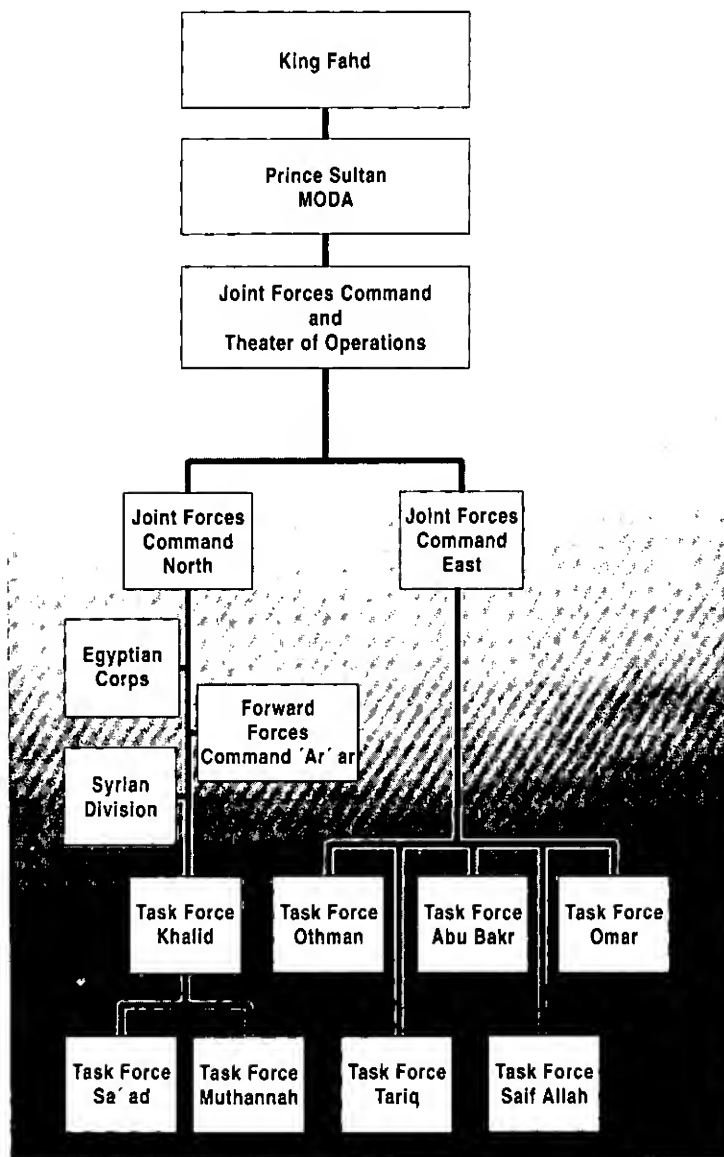 King Fahd
Prince Sultan
MODA
Joint Forces Command
and
Theater of Operations
Joint Forces
Command
North
Joint Forces
Command
East
Egyptian
Corps
Forward
Forces
Command ´Ar´ ar
Syrian
Division
Task Force
Khalid
Task Force
Othman
Task Force
Abu Bakr
Task Force
Omar
Task Force
Sa´ ad
Task Force
Muthannah
Task Force
Tariq
Task Force
Saif Allah